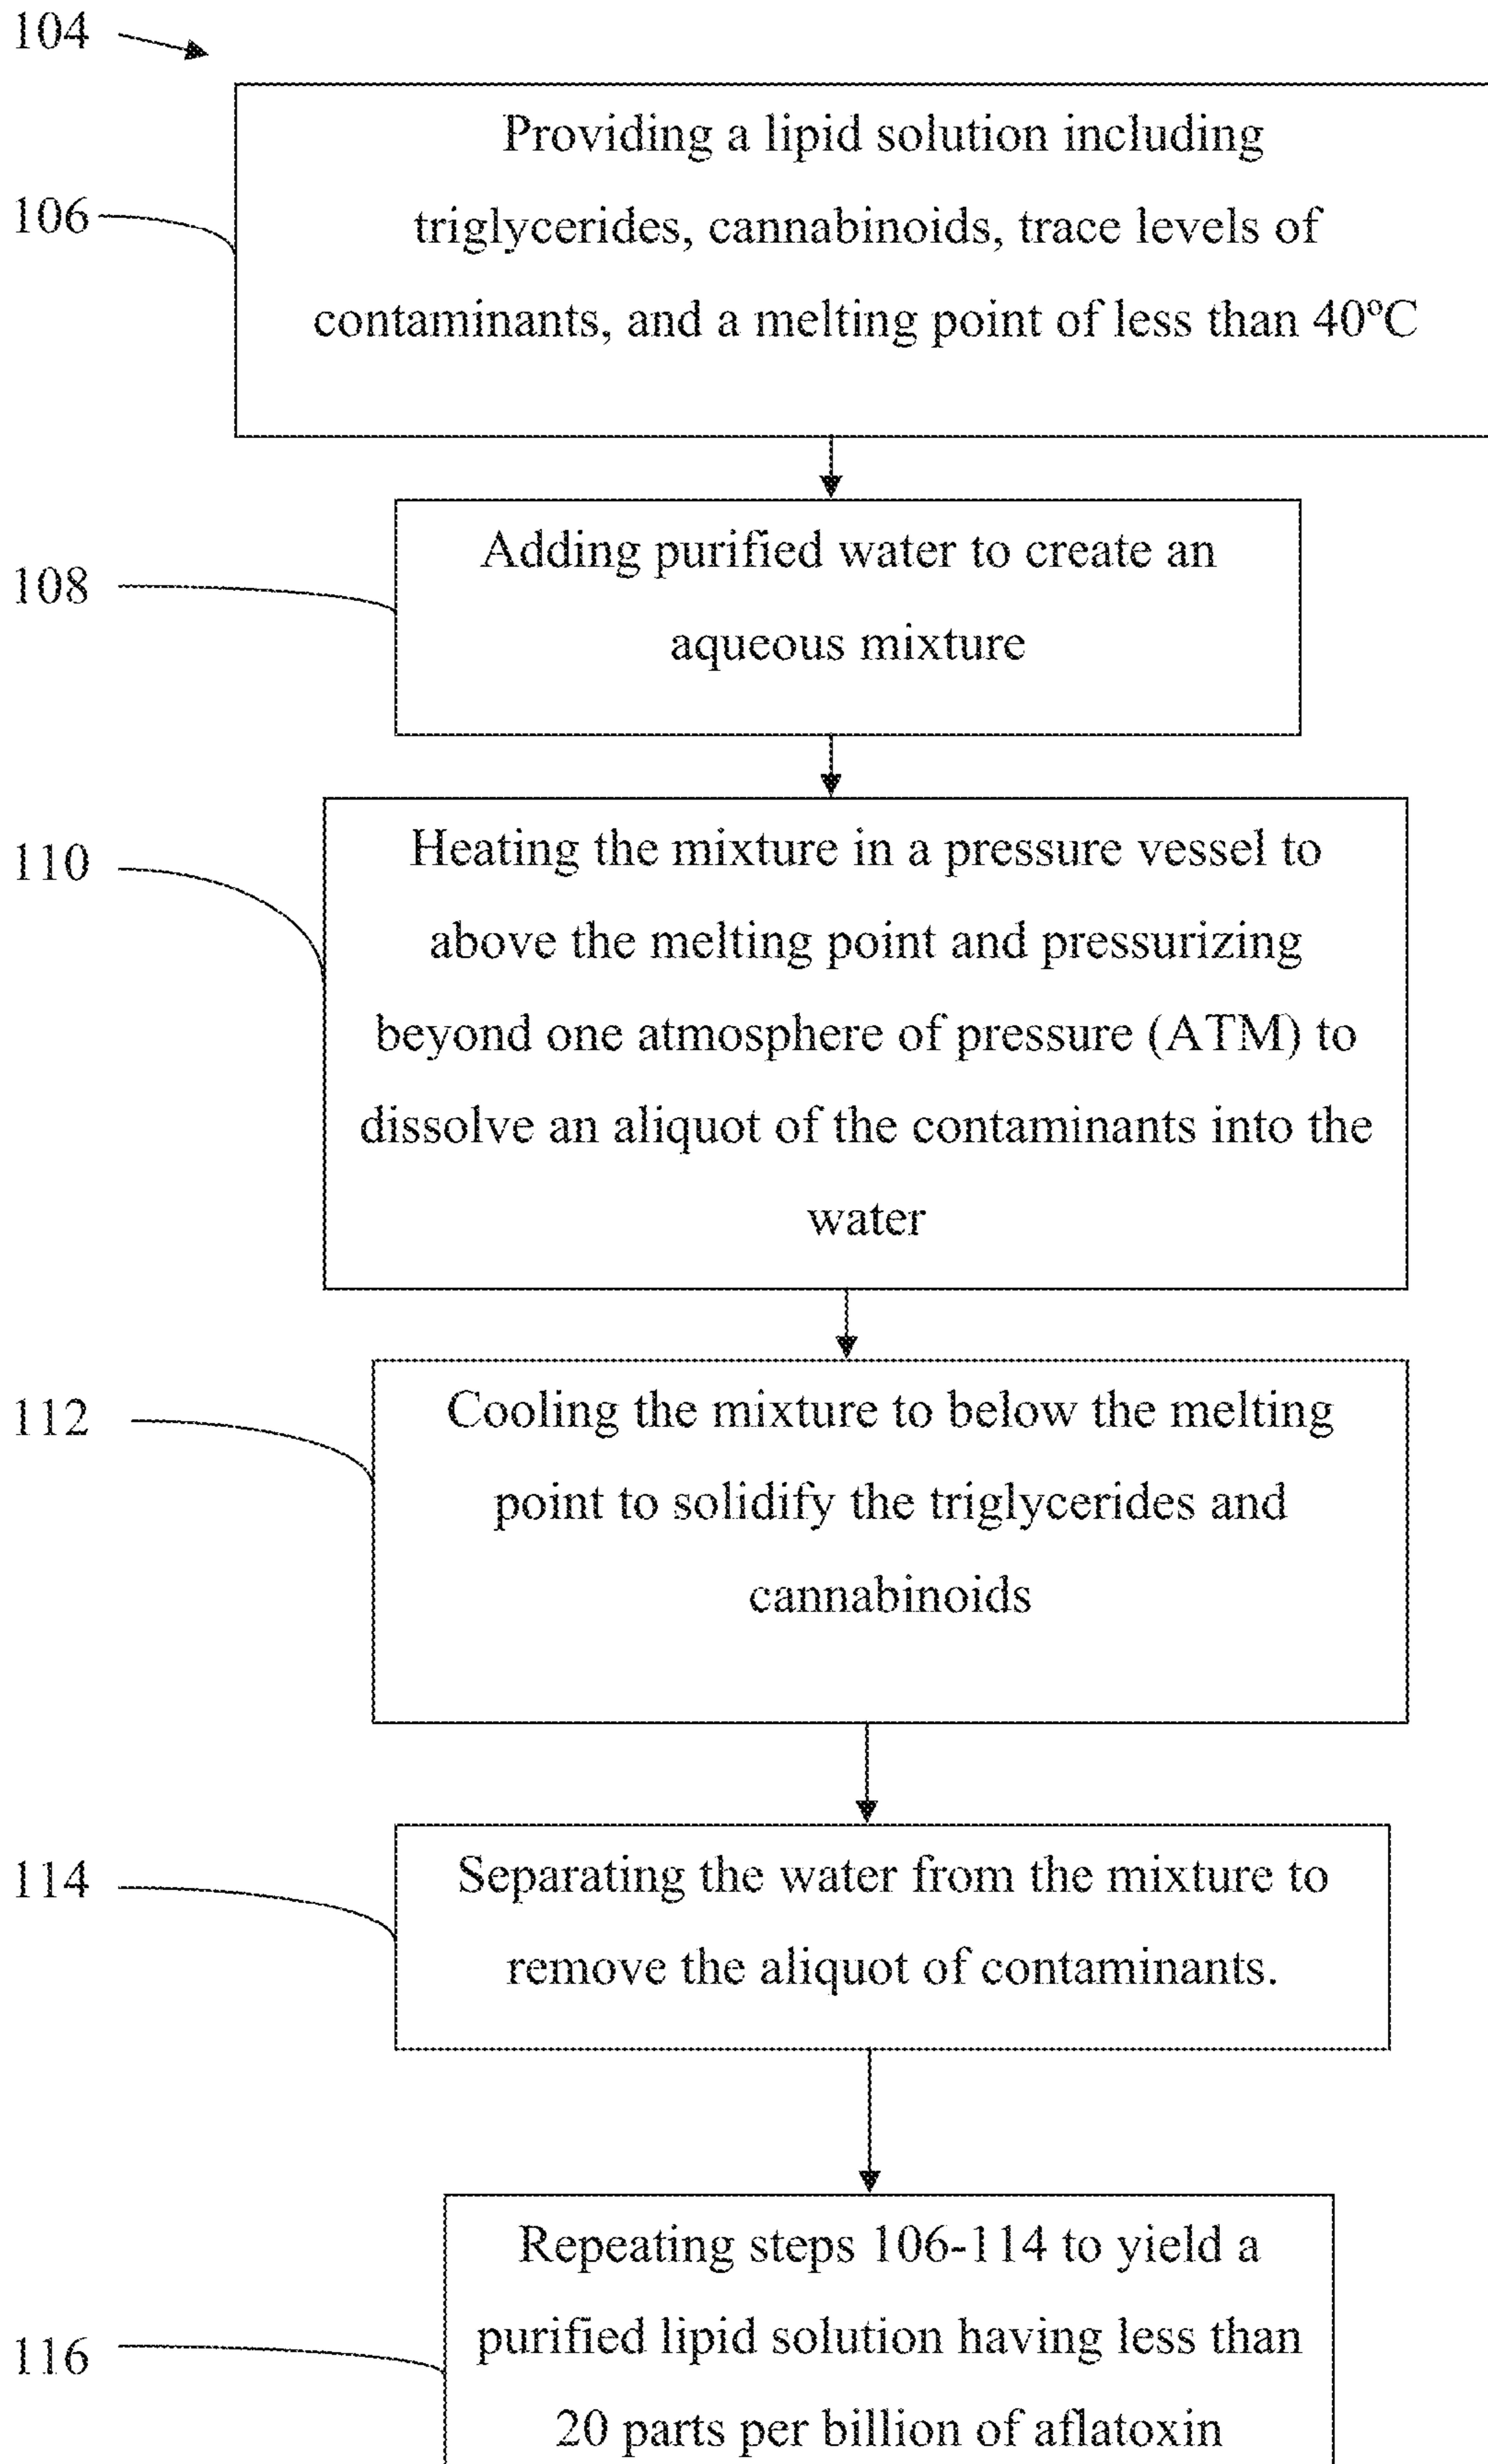 104
Providing a lipid solution including
106
triglycerides, cannabinoids, trace levels of
contaminants, and a melting point of less than 40ºC
Adding purified water to create an
108
aqueous mixture
Heating the mixture in a pressure vessel to
110
above the melting point and pressurizing
beyond one atmosphere of pressure (ATM) to
dissolve an aliquot of the contaminants into the
water
Cooling the mixture to below the melting
112
point to solidify the triglycerides and
cannabinoids
Separating the water from the mixture to
114
remove the aliquot of contaminants.
Repeating steps 106-114 to yield a
purified lipid solution having less than
116
20 parts per billion of aflatoxin